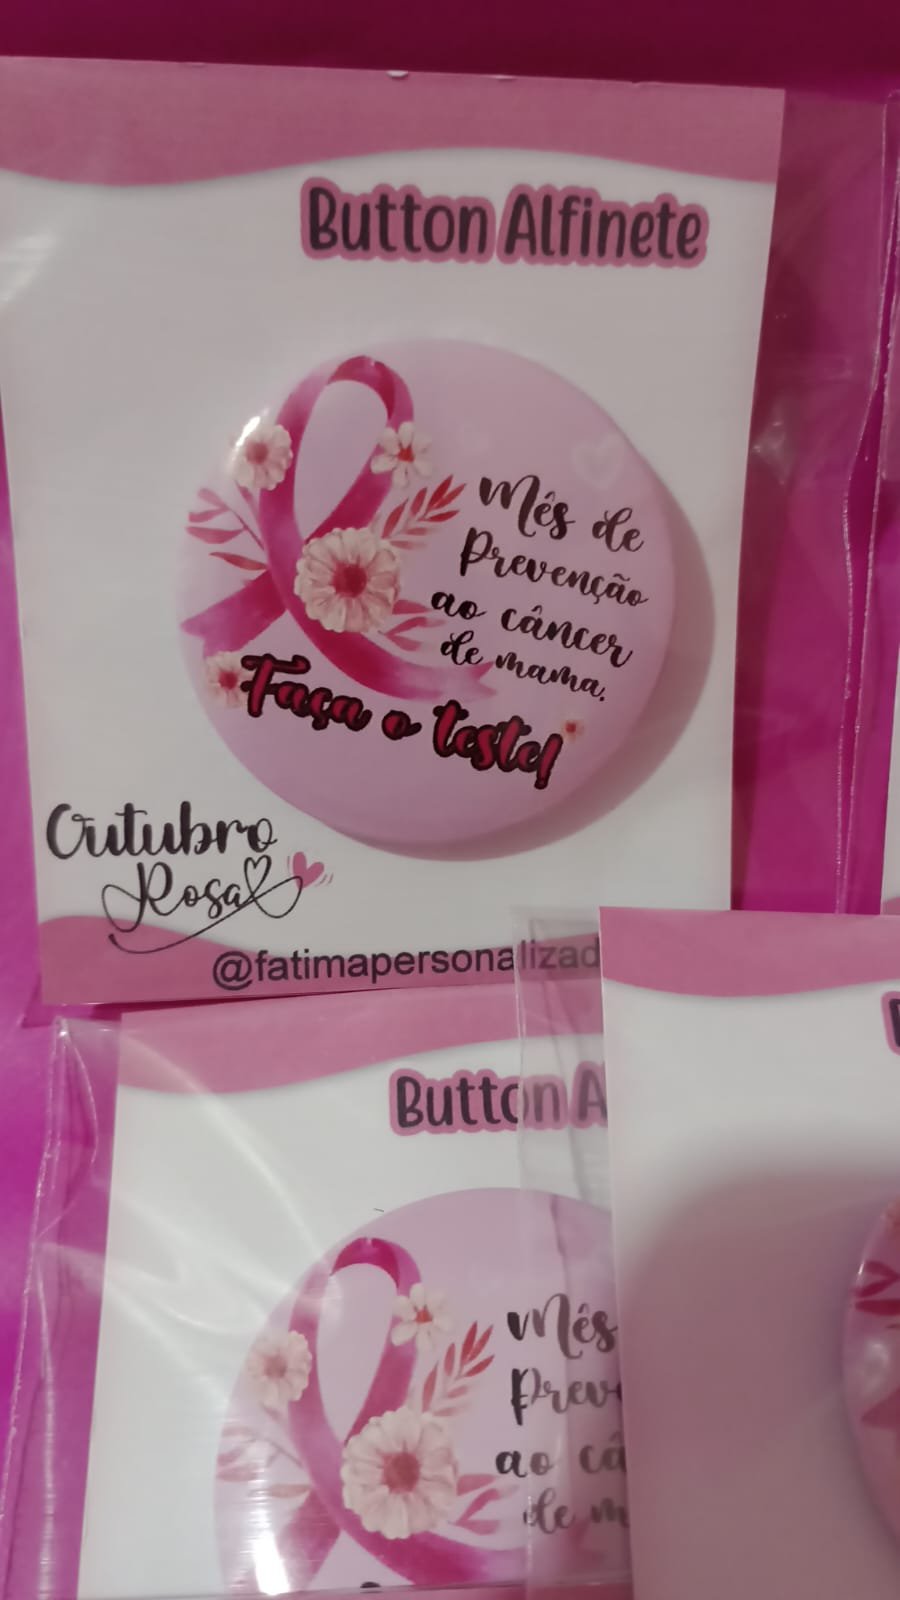 Button Alfinete
Mês de
Prevenção
ao câncer
de mama.
Faça o teste!
Outubro
Rosa
@fatimapersonalizad
Button A
Mês
Prev
ao câ
de m